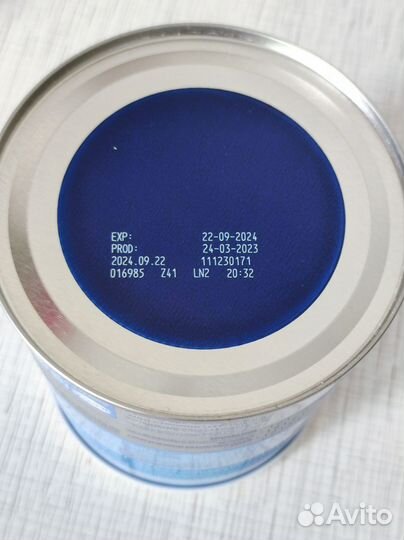 EXP: 22-09-2024
PROD: 24-03-2023
2024.09.22 111230171
016985 Z41 LN2 20:32
Avito